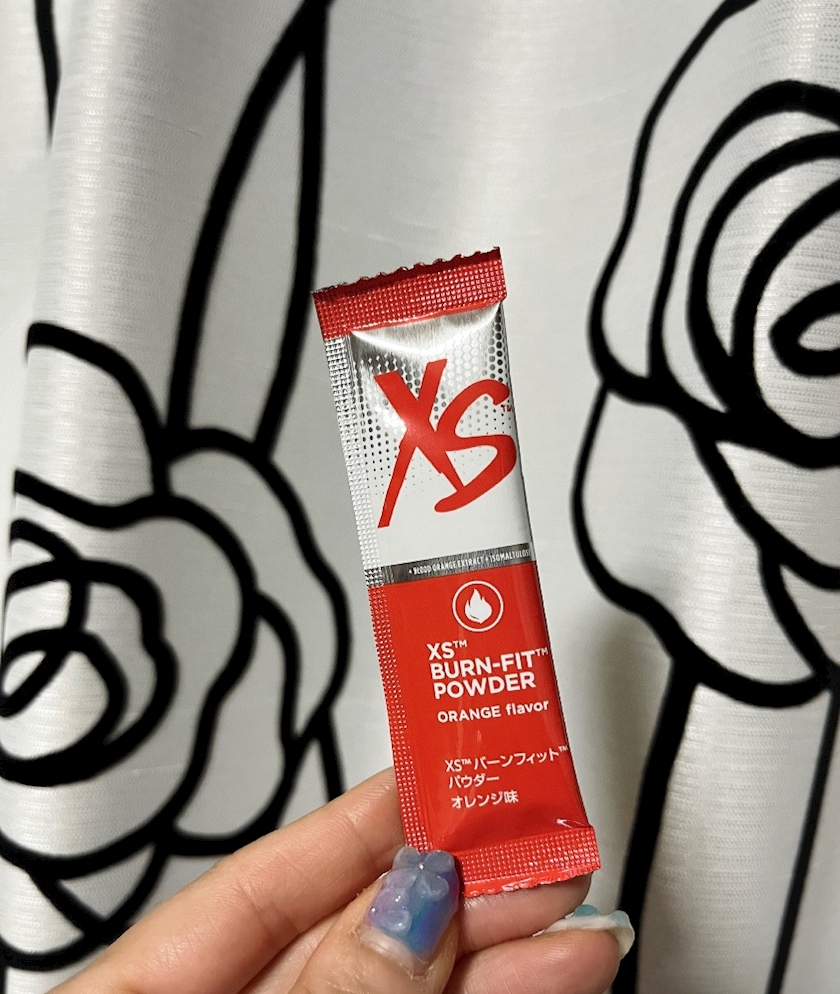 XS™
• BLOOD ORANGE EXTRACT • ISOMALTULOSE
XS™
BURN-FIT™
POWDER
ORANGE flavor
XS™ バーンフィット™
パウダー
オレンジ味